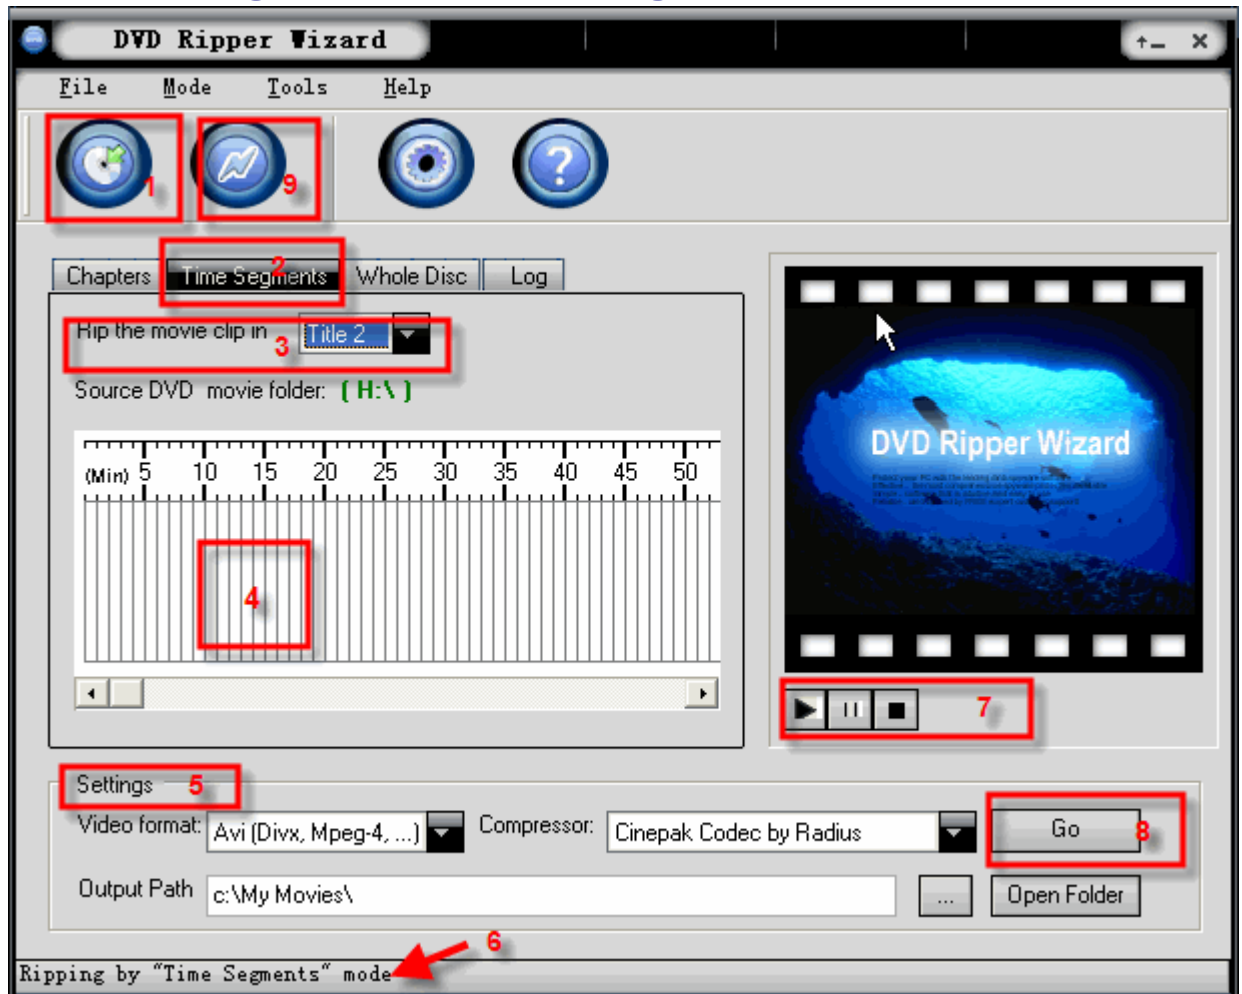 DVD Ripper Wizard
File Mode Tools Help
1 9
2
Chapters Time Segments Whole Disc Log
Rip the movie clip in 3 Title 2
Source DVD movie folder: ( H:\ )
(Min) 5 10 15 20 25 30 35 40 45 50
4
DVD Ripper Wizard
7
Settings 5
Video format: Avi (Divx, Mpeg-4, ...) Compressor: Cinepak Codec by Radius Go 8
Output Path c:\My Movies\ ... Open Folder
6
Ripping by "Time Segments" mode